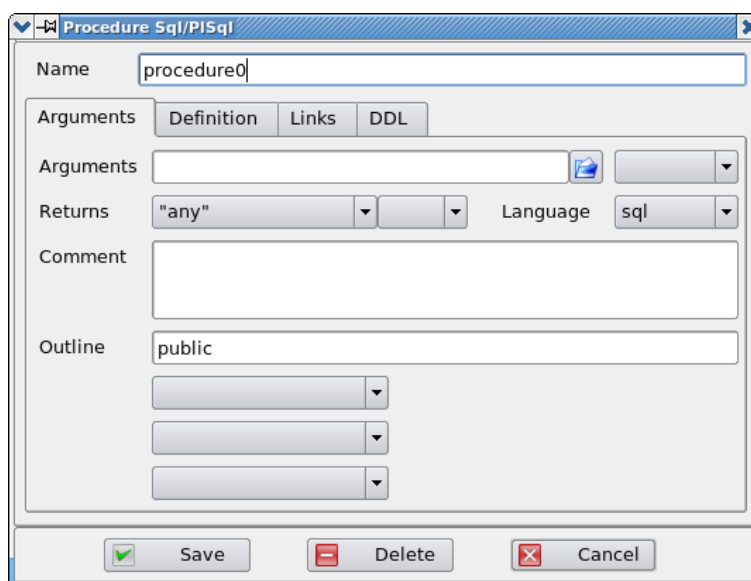 Procedure Sql/PlSql
Name procedure0
Arguments Definition Links DDL
Arguments
Returns "any" Language sql
Comment
Outline public
Save Delete Cancel